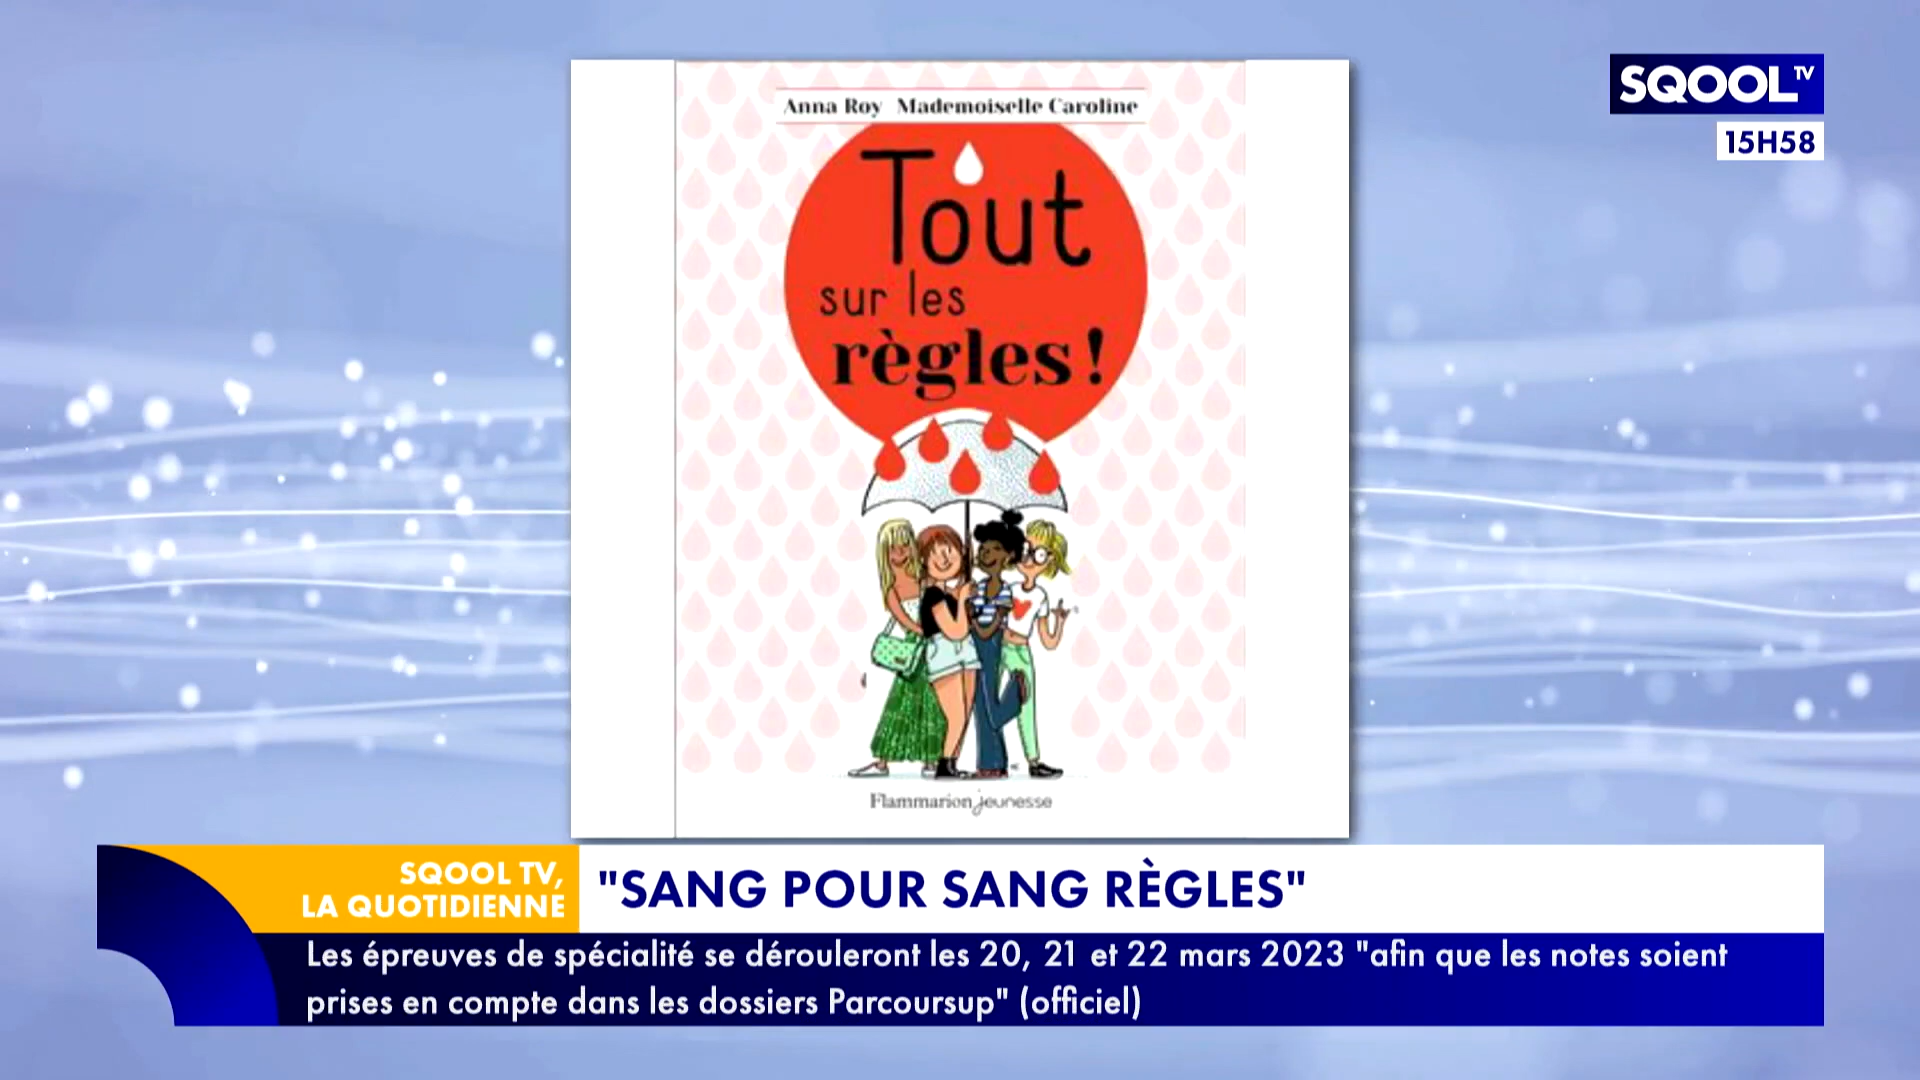 Anna Roy Mademoiselle Caroline
Tout
sur les
règles !
Flammarion jeunesse
SQOOL TV
15H58
SQOOL TV,
LA QUOTIDIENNE
"SANG POUR SANG RÈGLES"
Les épreuves de spécialité se dérouleront les 20, 21 et 22 mars 2023 "afin que les notes soient
prises en compte dans les dossiers Parcoursup" (officiel)